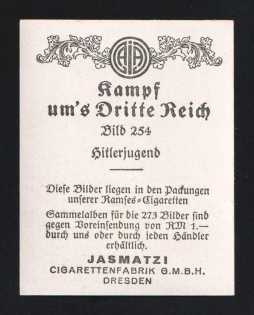 Kampf
um's Dritte Reich
Bild 254
Hitlerjugend
Diese Bilder liegen in den Packungen
unserer Ramses-Cigaretten
Sammelalben für die 273 Bilder sind
gegen Voreinsendung von RM 1.—
durch uns oder durch jeden Händler
erhältlich.
JASMATZI
CIGARETTENFABRIK G.M.B.H.
DRESDEN